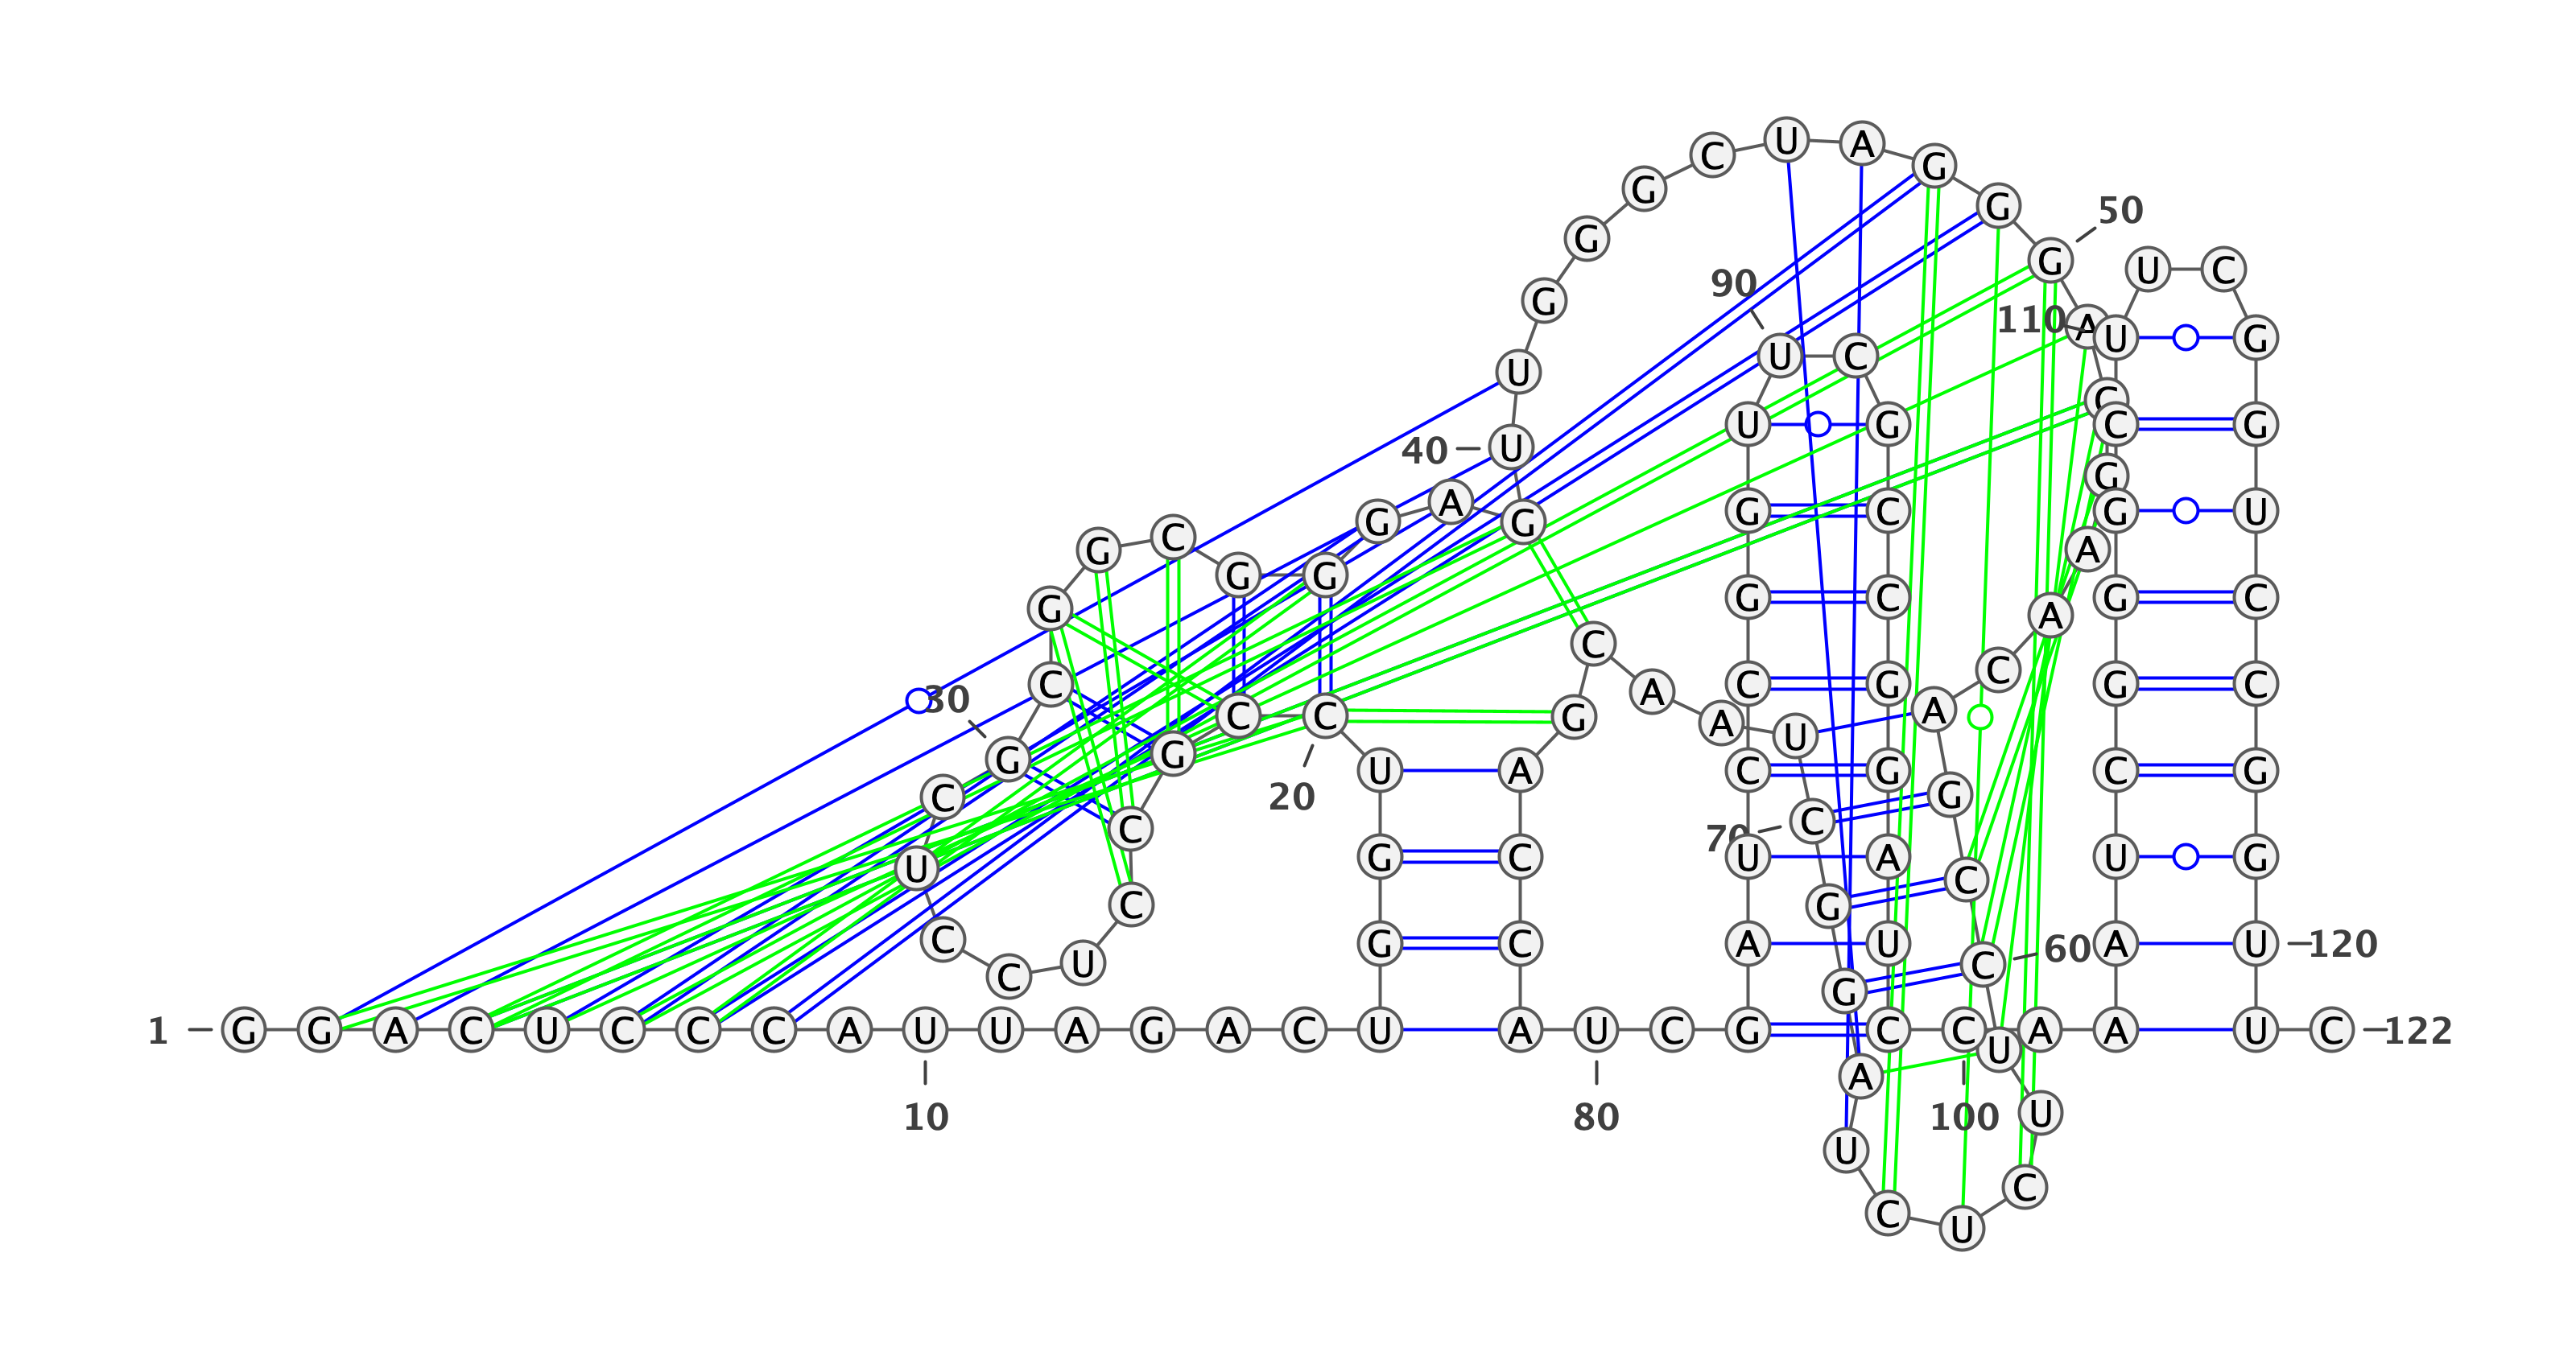 C U A G
G G 50
G G U C
90
G 110 A U G
U U C
C
U G C G
40 U
G
G A G G C G U
G C A
G G
G G C A G C
C C
C A C G G C
30 C C G A A
U
G G U A C G C G
C 20 G
C C 70
U G C U A U G
C C G
C G C A U 60 A U 120
C U C G
1 G G A C U C C C A U U A G A C U A U C G C C A A U C 122
U
A
10 80 100 U
U
C
C U